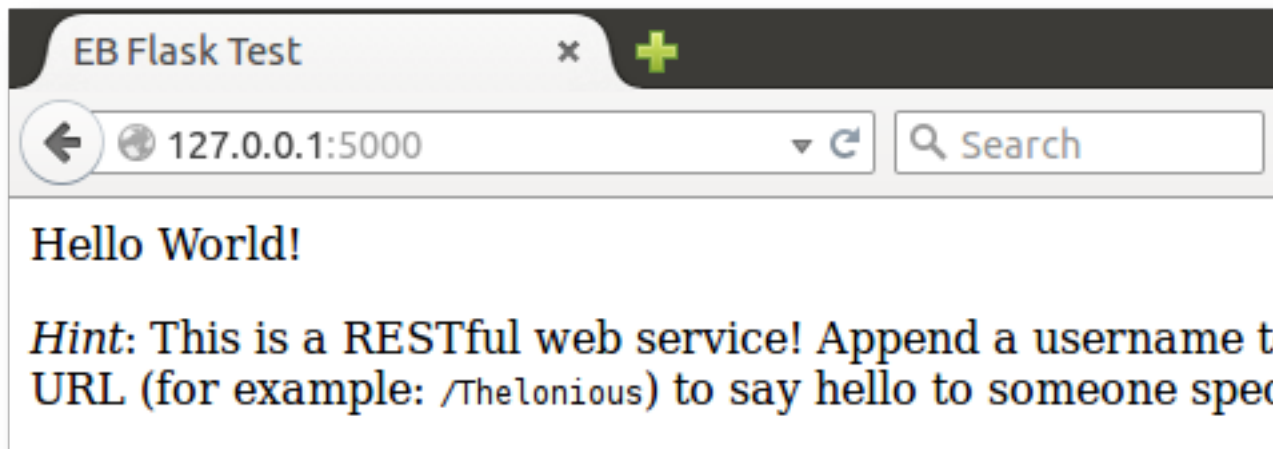 EB Flask Test
127.0.0.1:5000
Search
Hello World!
Hint: This is a RESTful web service! Append a username
URL (for example: /Thelonious) to say hello to someone